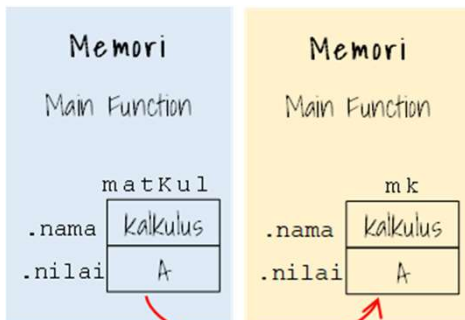 Memori
Main Function
matKul
.nama kalkulus
.nilai A
Memori
Main Function
mk
.nama kalkulus
.nilai A